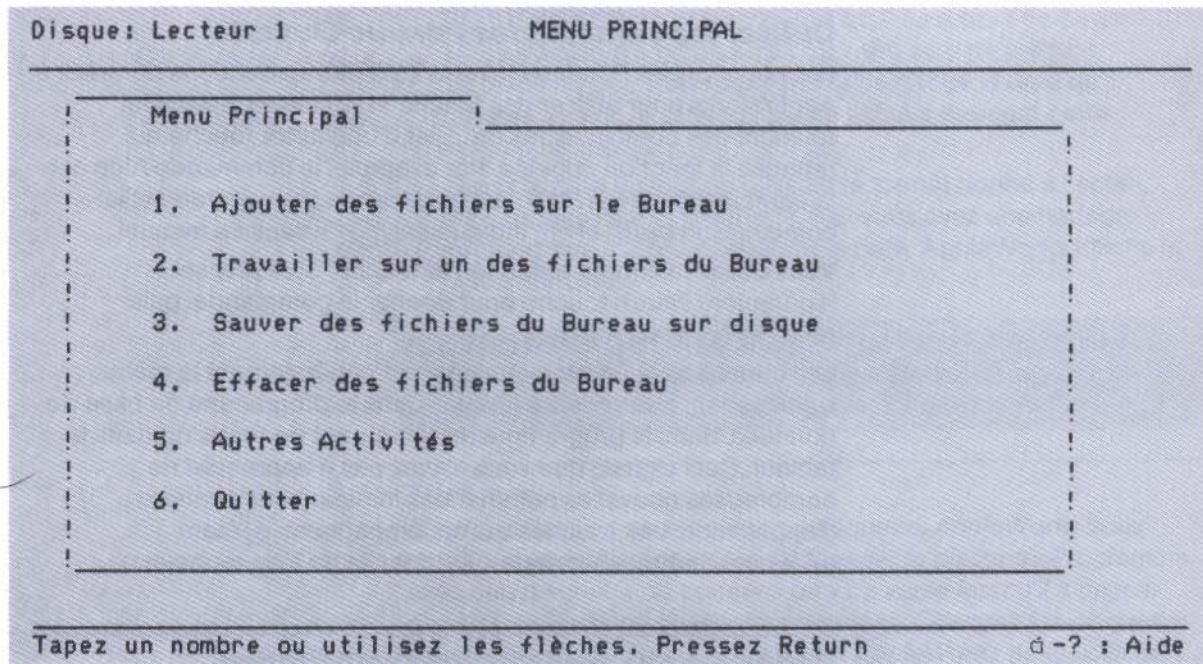 Disque: Lecteur 1 MENU PRINCIPAL
Menu Principal
1. Ajouter des fichiers sur le Bureau
2. Travailler sur un des fichiers du Bureau
3. Sauver des fichiers du Bureau sur disque
4. Effacer des fichiers du Bureau
5. Autres Activités
6. Quitter
Tapez un nombre ou utilisez les flèches. Pressez Return -? : Aide